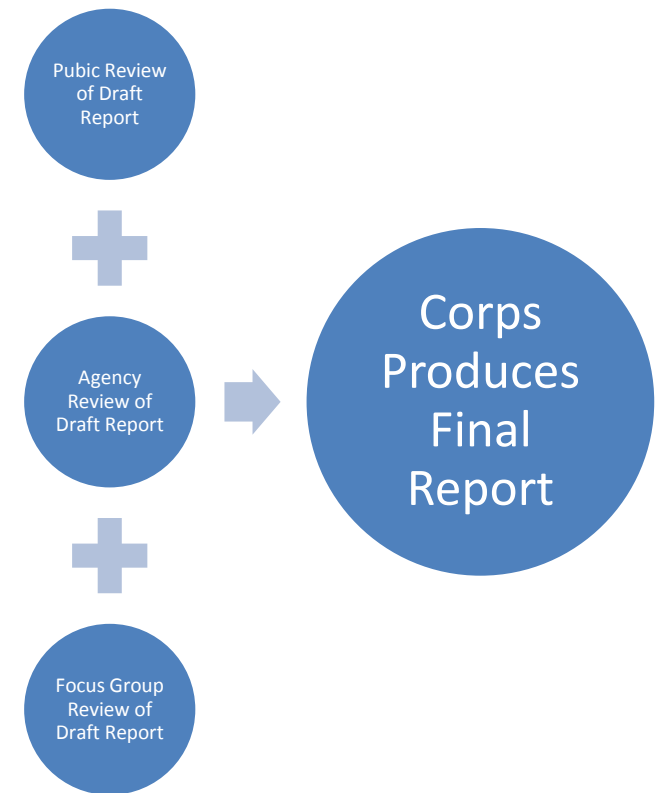 Pubic Review
of Draft
Report
Agency
Review of
Draft Report
Focus Group
Review of
Draft Report
Corps
Produces
Final
Report